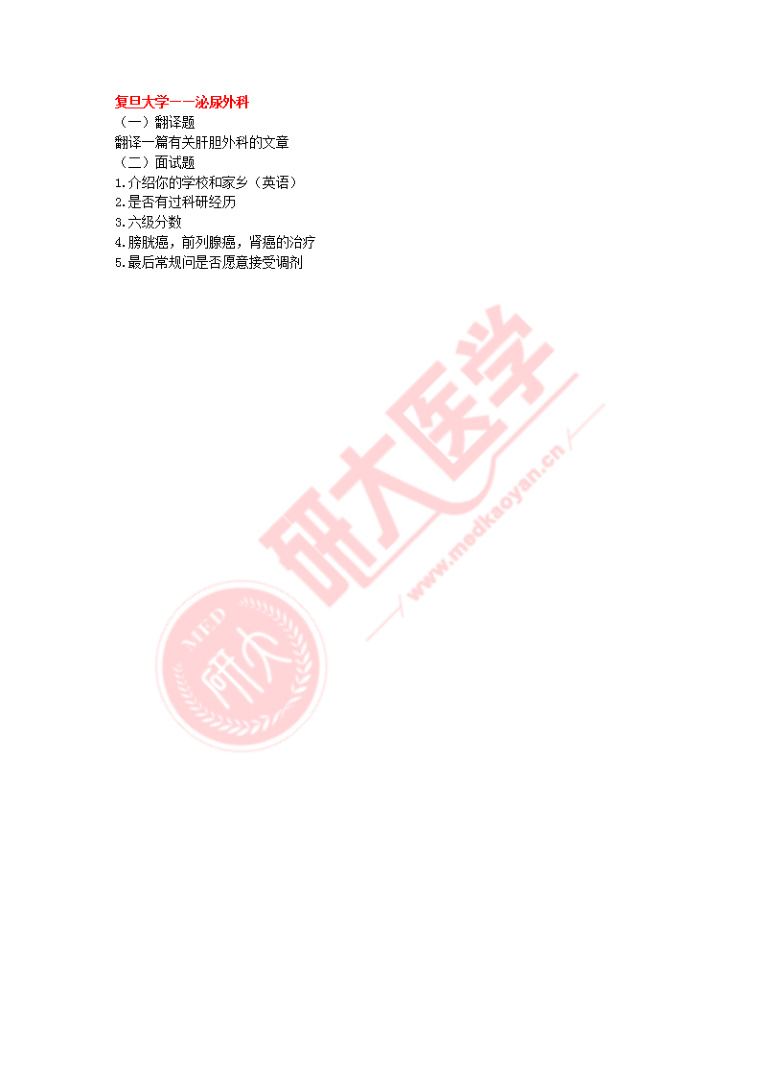 复旦大学——泌尿外科
（一）翻译题
翻译一篇有关肝胆外科的文章
（二）面试题
1.介绍你的学校和家乡（英语）
2.是否有过科研经历
3.六级分数
4.膀胱癌，前列腺癌，肾癌的治疗
5.最后常规问是否愿意接受调剂
研大医学
www.medkaoyan.cn
MED
研大